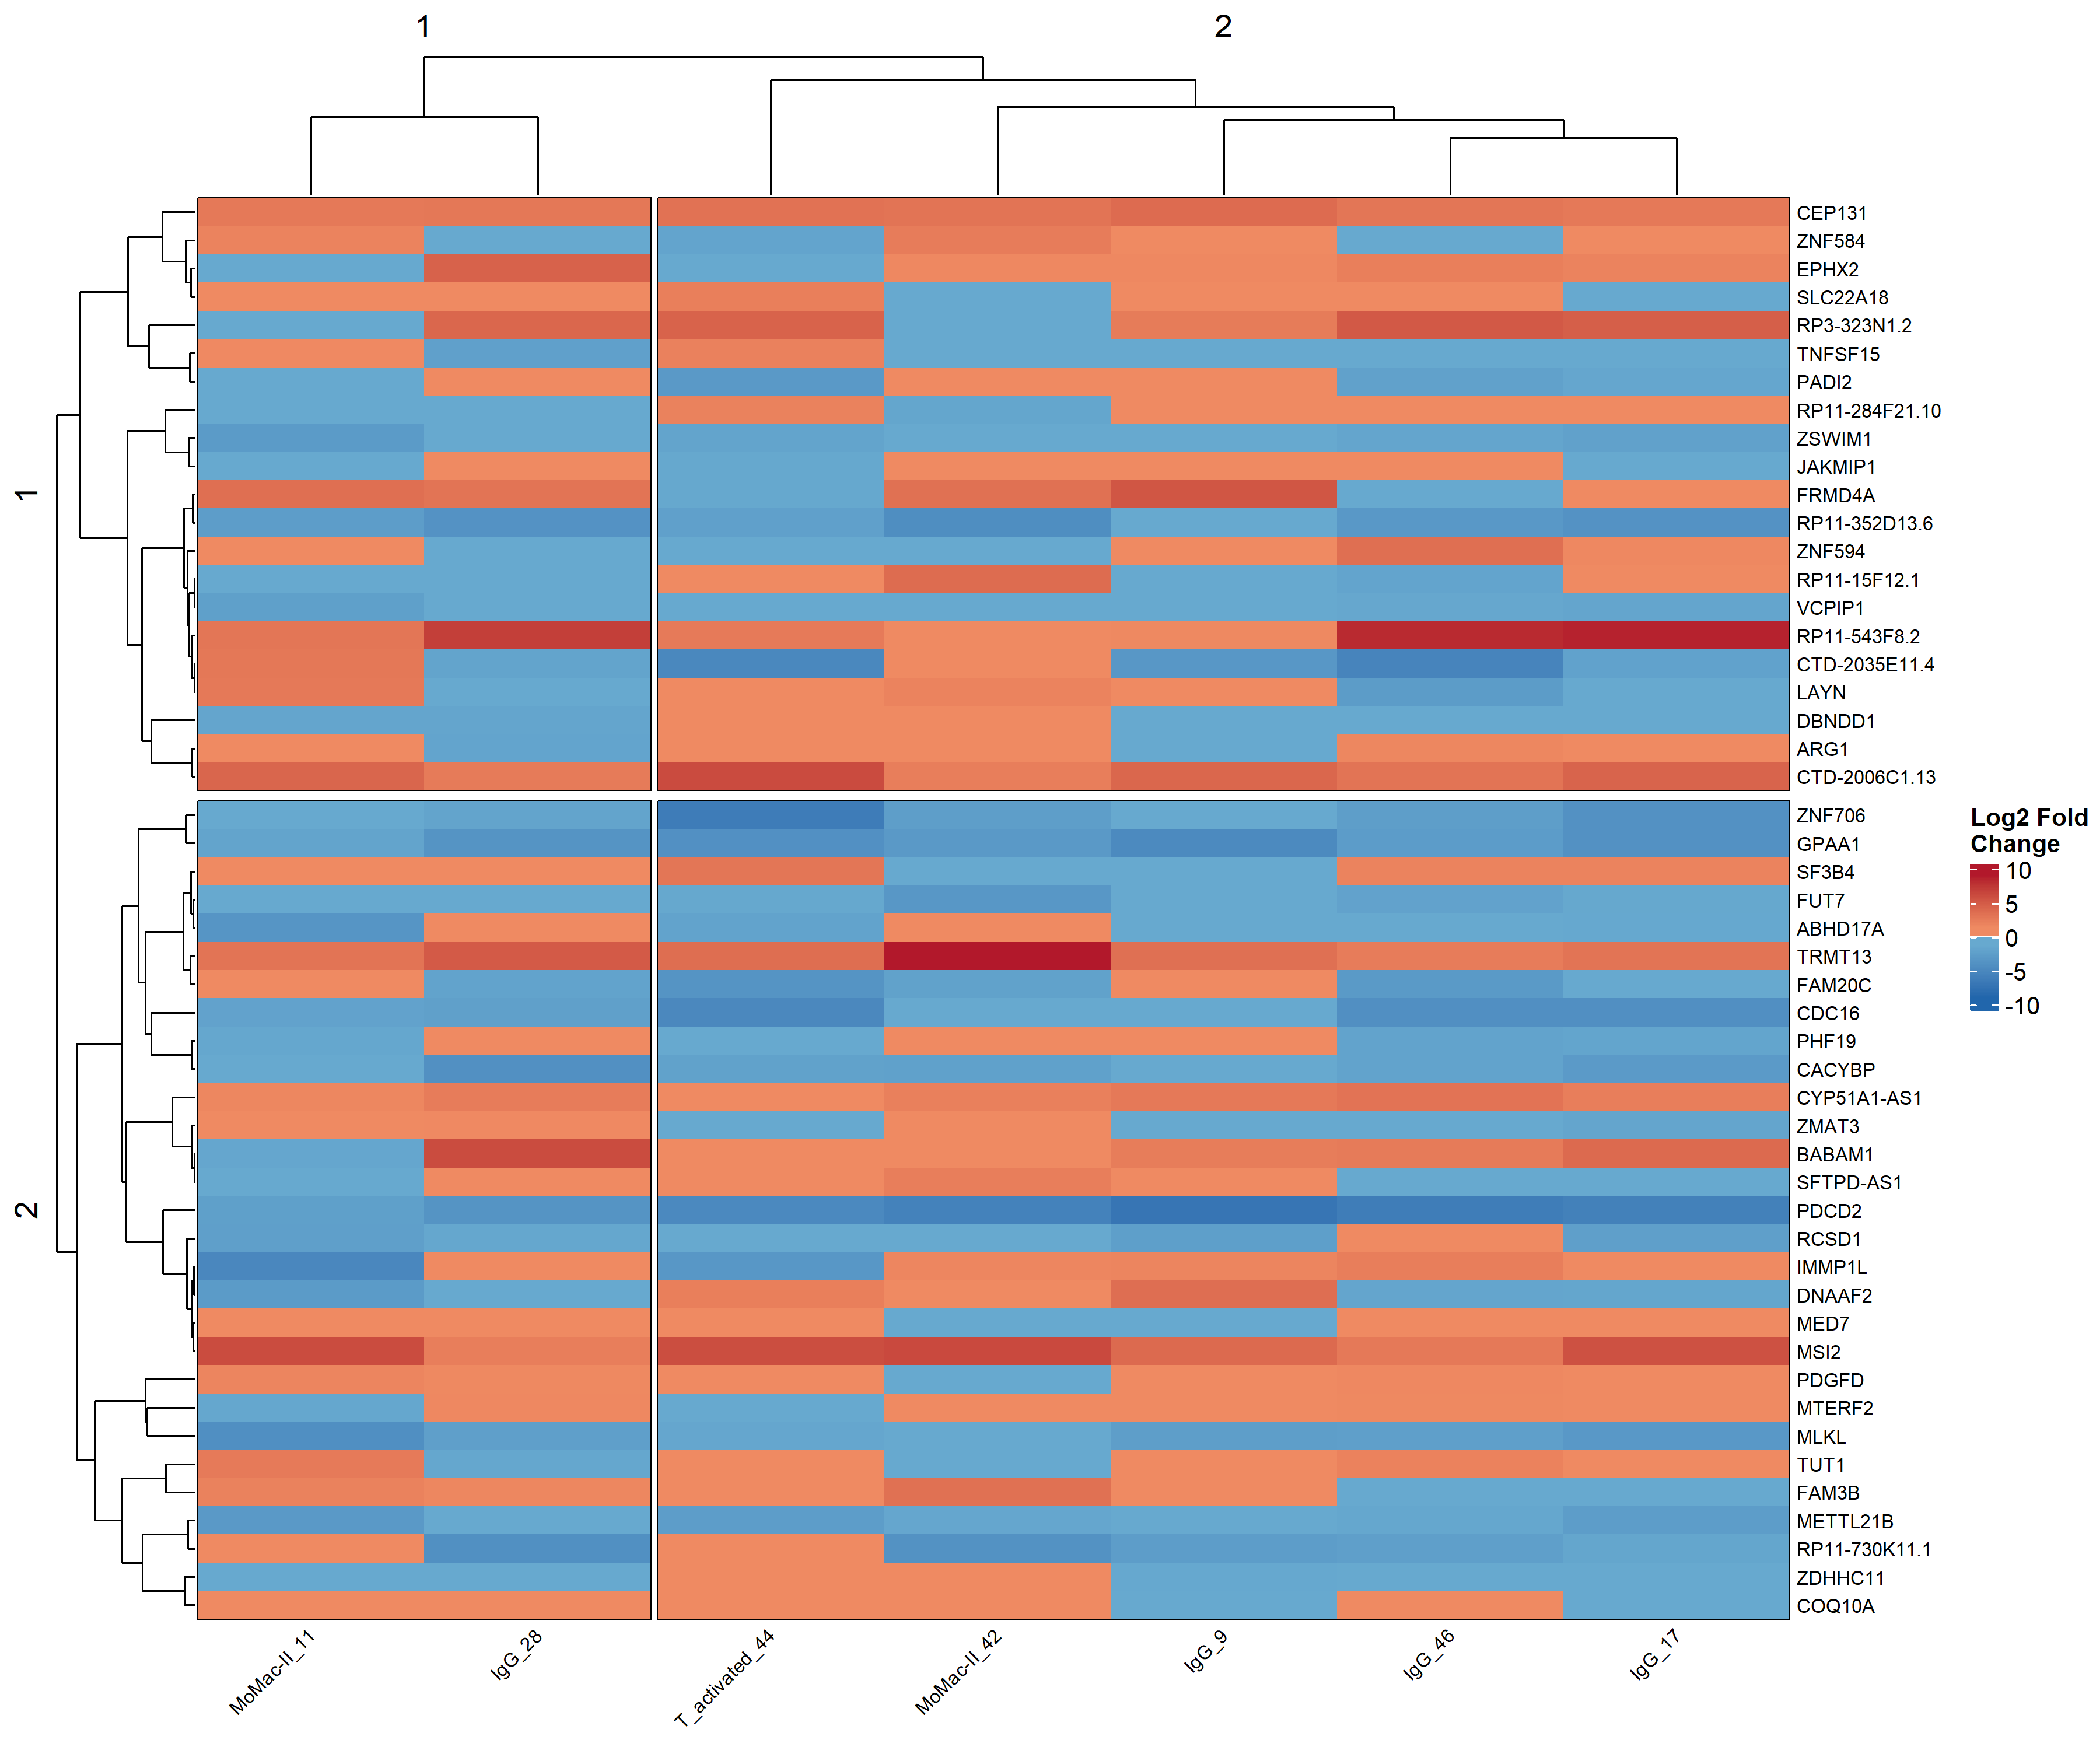 1
2
CEP131
ZNF584
EPHX2
SLC22A18
RP3-323N1.2
TNFSF15
PADI2
RP11-284F21.10
ZSWIM1
JAKMIP1
1
FRMD4A
RP11-352D13.6
ZNF594
RP11-15F12.1
VCPIP1
RP11-543F8.2
CTD-2035E11.4
LAYN
DBNDD1
ARG1
CTD-2006C1.13
ZNF706
GPAA1
SF3B4
FUT7
ABHD17A
TRMT13
FAM20C
CDC16
PHF19
CACYBP
CYP51A1-AS1
ZMAT3
BABAM1
SFTPD-AS1
2
PDCD2
RCSD1
IMMP1L
DNAAF2
MED7
MSI2
PDGFD
MTERF2
MLKL
TUT1
FAM3B
METTL21B
RP11-730K11.1
ZDHHC11
COQ10A
Log2 Fold
Change
10
5
0
-5
-10
MoMac-II_11
IgG_28
T_activated_44
MoMac-II_42
IgG_9
IgG_46
IgG_17